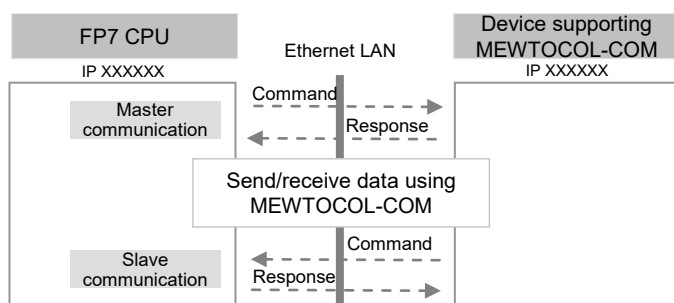 FP7 CPU
Ethernet LAN
Device supporting
MEWTOCOL-COM
IP XXXXXX
IP XXXXXX
Command
Master
communication
Response
Send/receive data using
MEWTOCOL-COM
Command
Slave
communication
Response